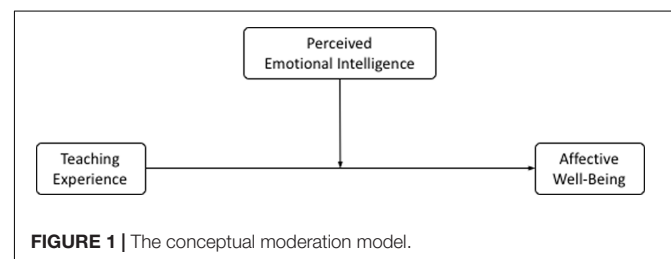 Perceived
Emotional Intelligence
Teaching
Experience
Affective
Well-Being
FIGURE 1 | The conceptual moderation model.